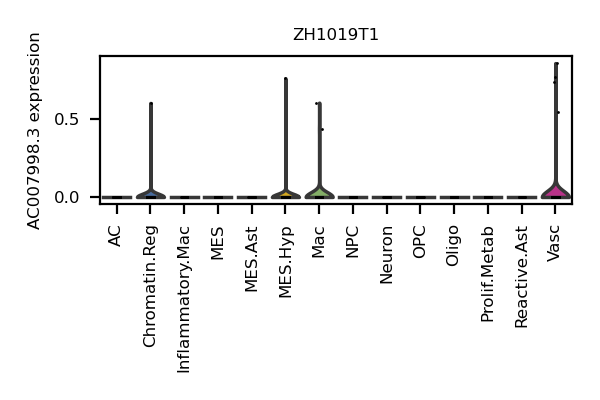 ZH1019T1
AC007998.3 expression
0.5
0.0
AC
Chromatin.Reg
Inflammatory.Mac
MES
MES.Ast
MES.Hyp
Mac
NPC
Neuron
OPC
Oligo
Prolif.Metab
Reactive.Ast
Vasc